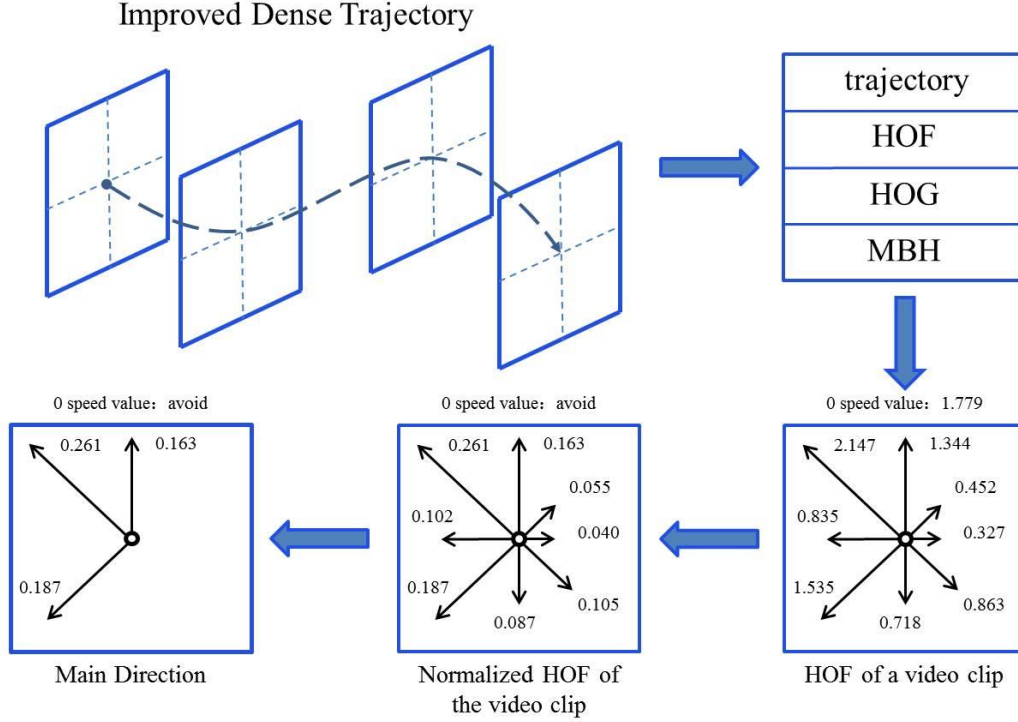 Improved Dense Trajectory
trajectory
HOF
HOG
MBH
0 speed value：avoid
0.261
0.163
0.187
Main Direction
0 speed value：avoid
0.261
0.163
0.055
0.102
0.040
0.187
0.105
0.087
Normalized HOF of
the video clip
0 speed value：1.779
2.147
1.344
0.452
0.835
0.327
1.535
0.863
0.718
HOF of a video clip